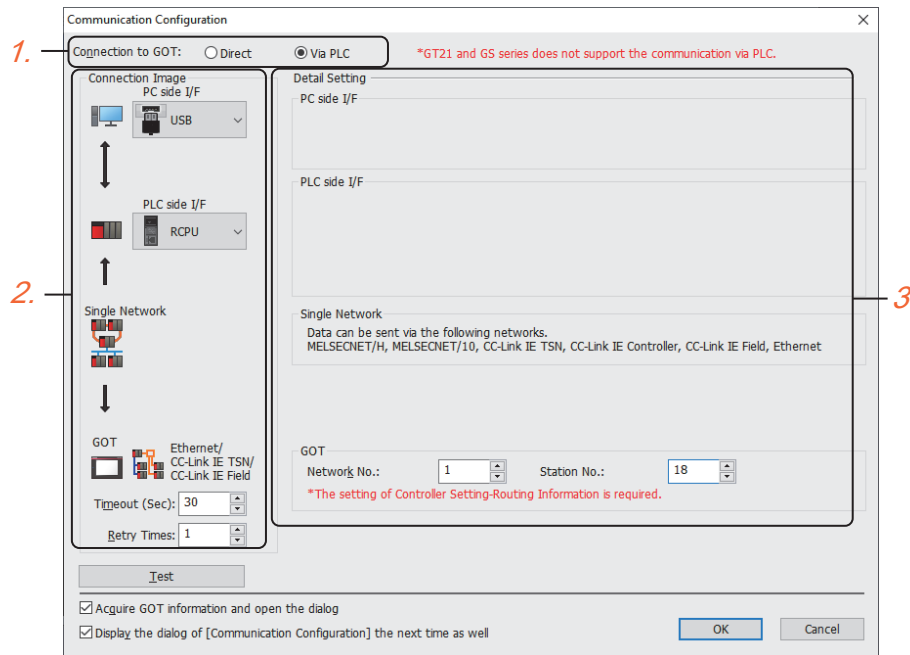 Communication Configuration
1.
Connection to GOT: Direct Via PLC *GT21 and GS series does not support the communication via PLC.
2.
Connection Image
PC side I/F
USB
PLC side I/F
RCPU
Single Network
GOT
Ethernet/
CC-Link IE TSN/
CC-Link IE Field
Timeout (Sec): 30
Retry Times: 1
3
Detail Setting
PC side I/F
PLC side I/F
Single Network
Data can be sent via the following networks.
MELSECNET/H, MELSECNET/10, CC-Link IE TSN, CC-Link IE Controller, CC-Link IE Field, Ethernet
GOT
Network No.: 1 Station No.: 18
*The setting of Controller Setting-Routing Information is required.
Test
Acquire GOT information and open the dialog
Display the dialog of [Communication Configuration] the next time as well
OK Cancel